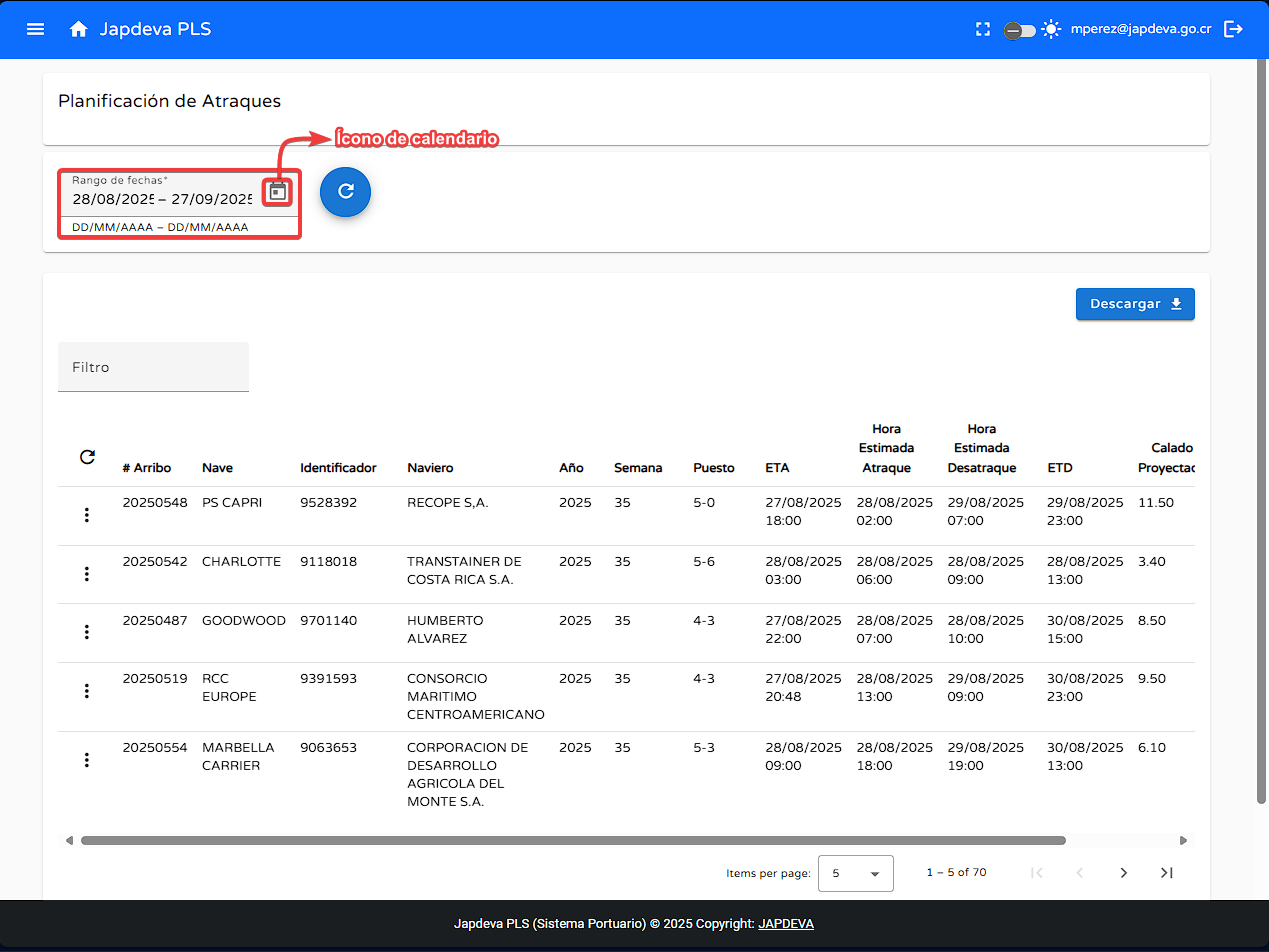 Japdeva PLS
mperez@japdeva.go.cr
Planificación de Atraques
Ícono de calendario
Rango de fechas*
28/08/2025 – 27/09/2025
DD/MM/AAAA – DD/MM/AAAA
Descargar
Filtro
# Arribo Nave Identificador Naviero Año Semana Puesto ETA Hora Estimada Atraque Hora Estimada Desatraque ETD Calado Proyectac
20250548 PS CAPRI 9528392 RECOPE S,A. 2025 35 5-0 27/08/2025 28/08/2025 29/08/2025 29/08/2025 11.50
18:00 02:00 07:00 23:00
20250542 CHARLOTTE 9118018 TRANSTAINER DE 2025 35 5-6 28/08/2025 28/08/2025 28/08/2025 28/08/2025 3.40
COSTA RICA S.A. 03:00 06:00 09:00 13:00
20250487 GOODWOOD 9701140 HUMBERTO 2025 35 4-3 27/08/2025 28/08/2025 28/08/2025 30/08/2025 8.50
ALVAREZ 22:00 07:00 10:00 15:00
20250519 RCC 9391593 CONSORCIO 2025 35 4-3 27/08/2025 28/08/2025 29/08/2025 30/08/2025 9.50
EUROPE MARITIMO 20:48 13:00 09:00 23:00
CENTROAMERICANO
20250554 MARBELLA 9063653 CORPORACION DE 2025 35 5-3 28/08/2025 28/08/2025 29/08/2025 30/08/2025 6.10
CARRIER DESARROLLO 09:00 18:00 19:00 13:00
AGRICOLA DEL
MONTE S.A.
Items per page: 5 1 – 5 of 70
Japdeva PLS (Sistema Portuario) © 2025 Copyright: JAPDEVA